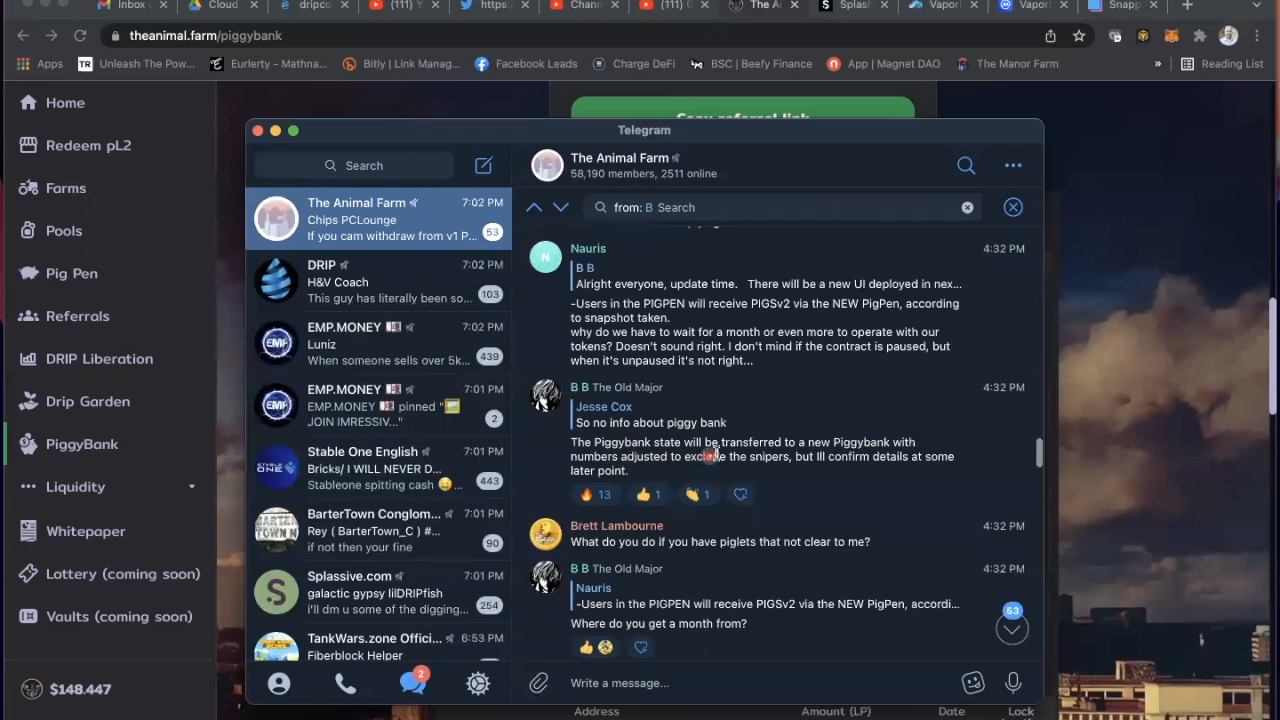 Inbox
Cloud
dripco
(111) Y
https:/
Chann
(111) 
The A
Splas
Vaporf
Vapor
Snapp
theanimal.farm/piggybank
Apps
Unleash The Pow...
Eurlerty - Mathna...
Bitly | Link Manag...
Facebook Leads
Charge DeFi
BSC | Beefy Finance
App | Magnet DAO
The Manor Farm
»
Reading List
Home
Redeem pL2
Farms
Pools
Pig Pen
Referrals
DRIP Liberation
Drip Garden
PiggyBank
Liquidity
Whitepaper
Lottery (coming soon)
Vaults (coming soon)
$148.447
Telegram
Search
The Animal Farm
7:02 PM
Chips PCLounge
If you cam withdraw from v1 P...
53
DRIP
7:02 PM
H&V Coach
This guy has literally been so...
103
EMP.MONEY
7:02 PM
Luniz
When someone sells over 5k...
439
EMP.MONEY
7:01 PM
EMP.MONEY pinned "
JOIN IMRESSIV..."
2
Stable One English
7:01 PM
Bricks/ I WILL NEVER D...
Stableone spitting cash
443
BarterTown Conglom...
7:01 PM
Rey ( BarterTown_C ) #...
if not then your fine
90
Splassive.com
7:01 PM
galactic gypsy lilDRIPfish
i'll dm u some of the digging...
254
TankWars.zone Offici...
6:53 PM
Fiberblock Helper
2
The Animal Farm
58,190 members, 2511 online
from: B Search
Nauris
4:32 PM
B B
Alright everyone, update time. There will be a new UI deployed in nex...
-Users in the PIGPEN will receive PIGSv2 via the NEW PigPen, according
to snapshot taken.
why do we have to wait for a month or even more to operate with our
tokens? Doesn't sound right. I don't mind if the contract is paused, but
when it's unpaused it's not right...
B B The Old Major
4:32 PM
Jesse Cox
So no info about piggy bank
The Piggybank state will be transferred to a new Piggybank with
numbers adjusted to exclude the snipers, but Ill confirm details at some
later point.
13
1
1
Brett Lambourne
4:32 PM
What do you do if you have piglets that not clear to me?
B B The Old Major
4:32 PM
Nauris
-Users in the PIGPEN will receive PIGSv2 via the NEW PigPen, accordi...
Where do you get a month from?
53
Write a message...
Address
Amount (LP)
Date
Lock